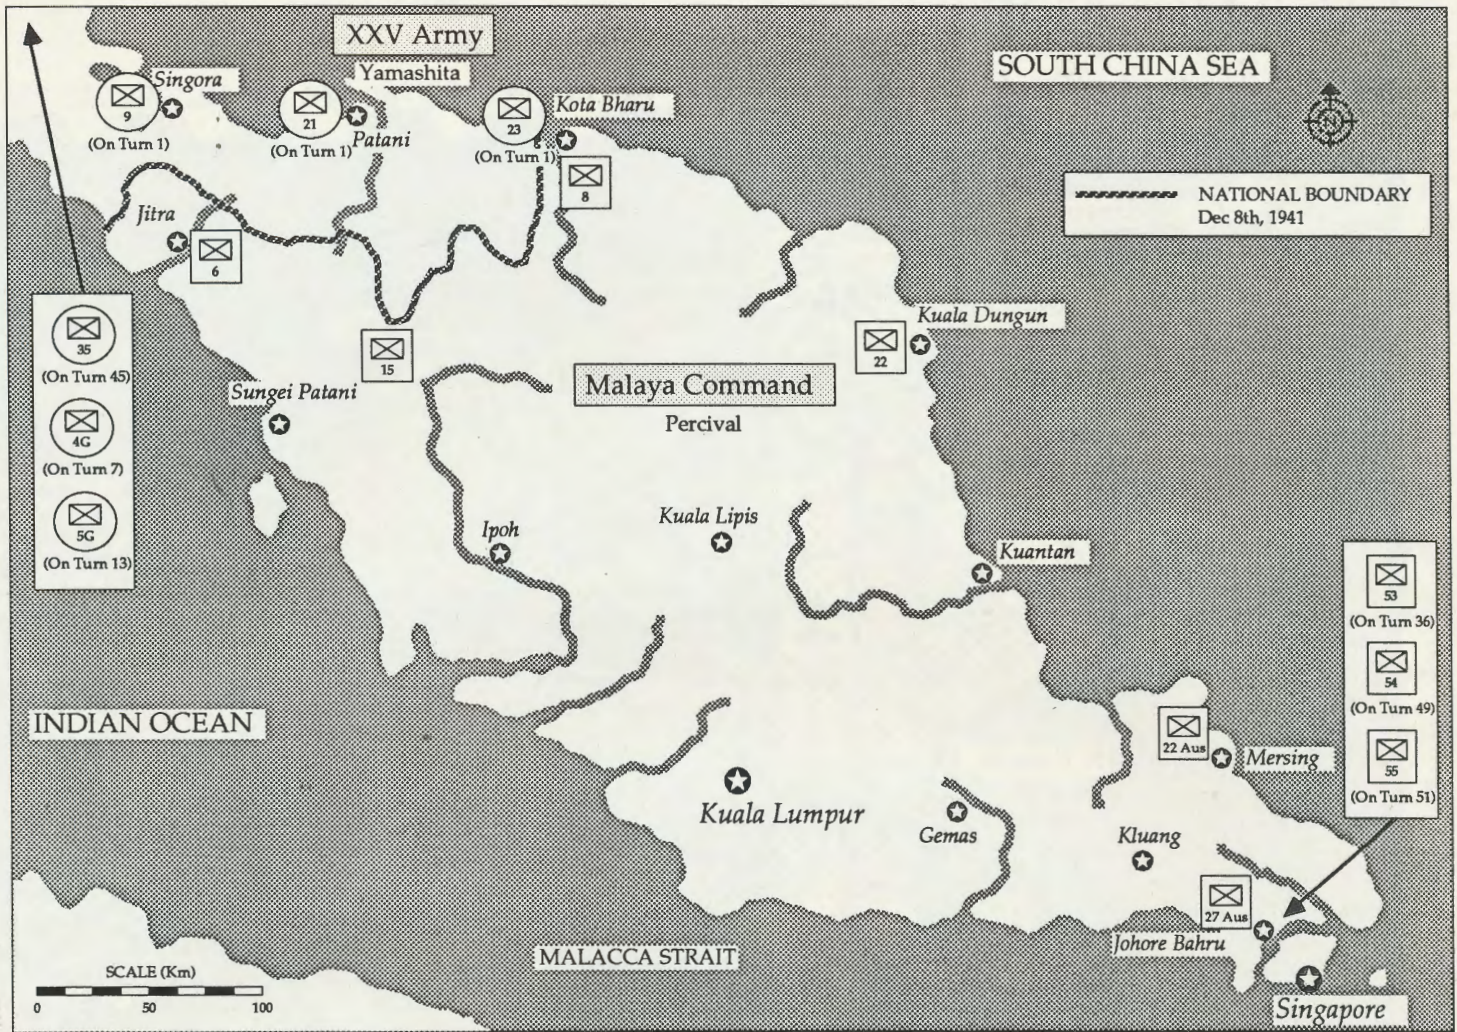 XXV Army
Yamashita
SOUTH CHINA SEA
Singora
9
(On Turn 1)
21
(On Turn 1)
Patani
23
(On Turn 1)
Kota Bharu
8
NATIONAL BOUNDARY
Dec 8th, 1941
Jitra
6
35
(On Turn 45)
4G
(On Turn 7)
5G
(On Turn 13)
15
Sungei Patani
Malaya Command
Percival
22
Kuala Dungun
Ipoh
Kuala Lipis
Kuantan
53
(On Turn 36)
54
(On Turn 49)
55
(On Turn 51)
INDIAN OCEAN
22 Aus
Mersing
Kuala Lumpur
Gemas
Kluang
27 Aus
Johore Bahru
MALACCA STRAIT
Singapore
SCALE (Km)
0 50 100